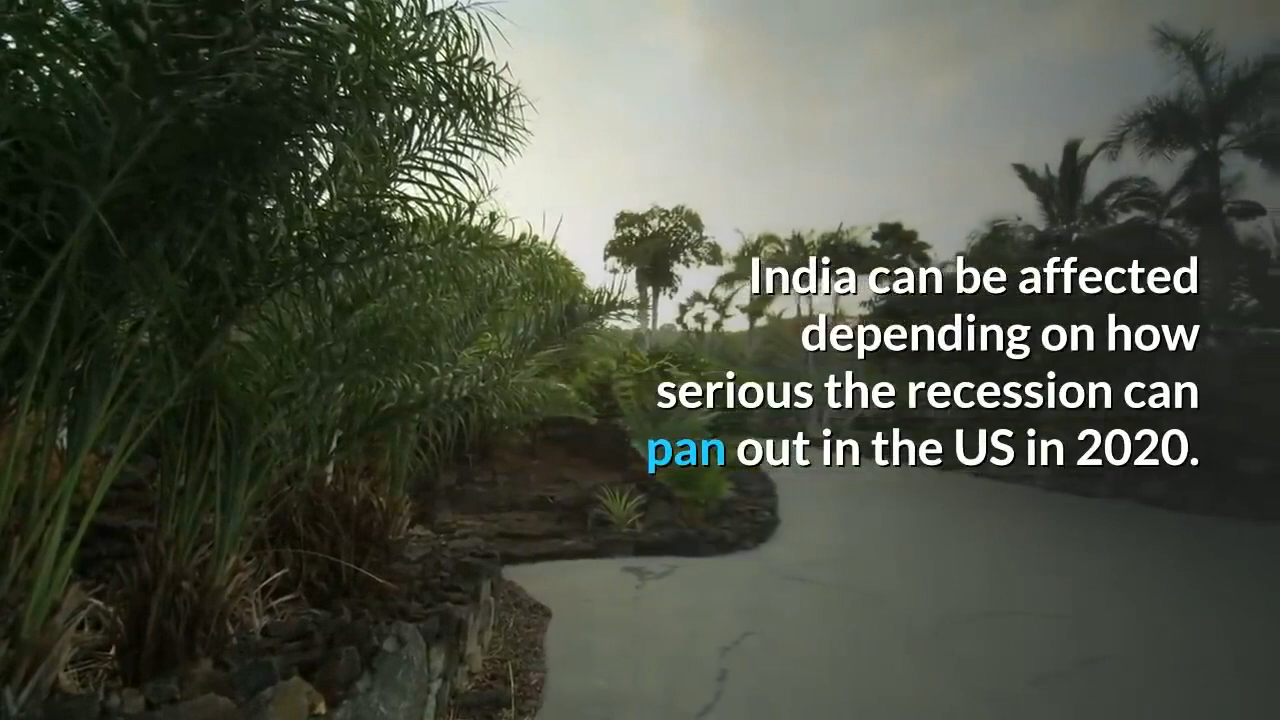 India can be affected
depending on how
serious the recession can
pan out in the US in 2020.